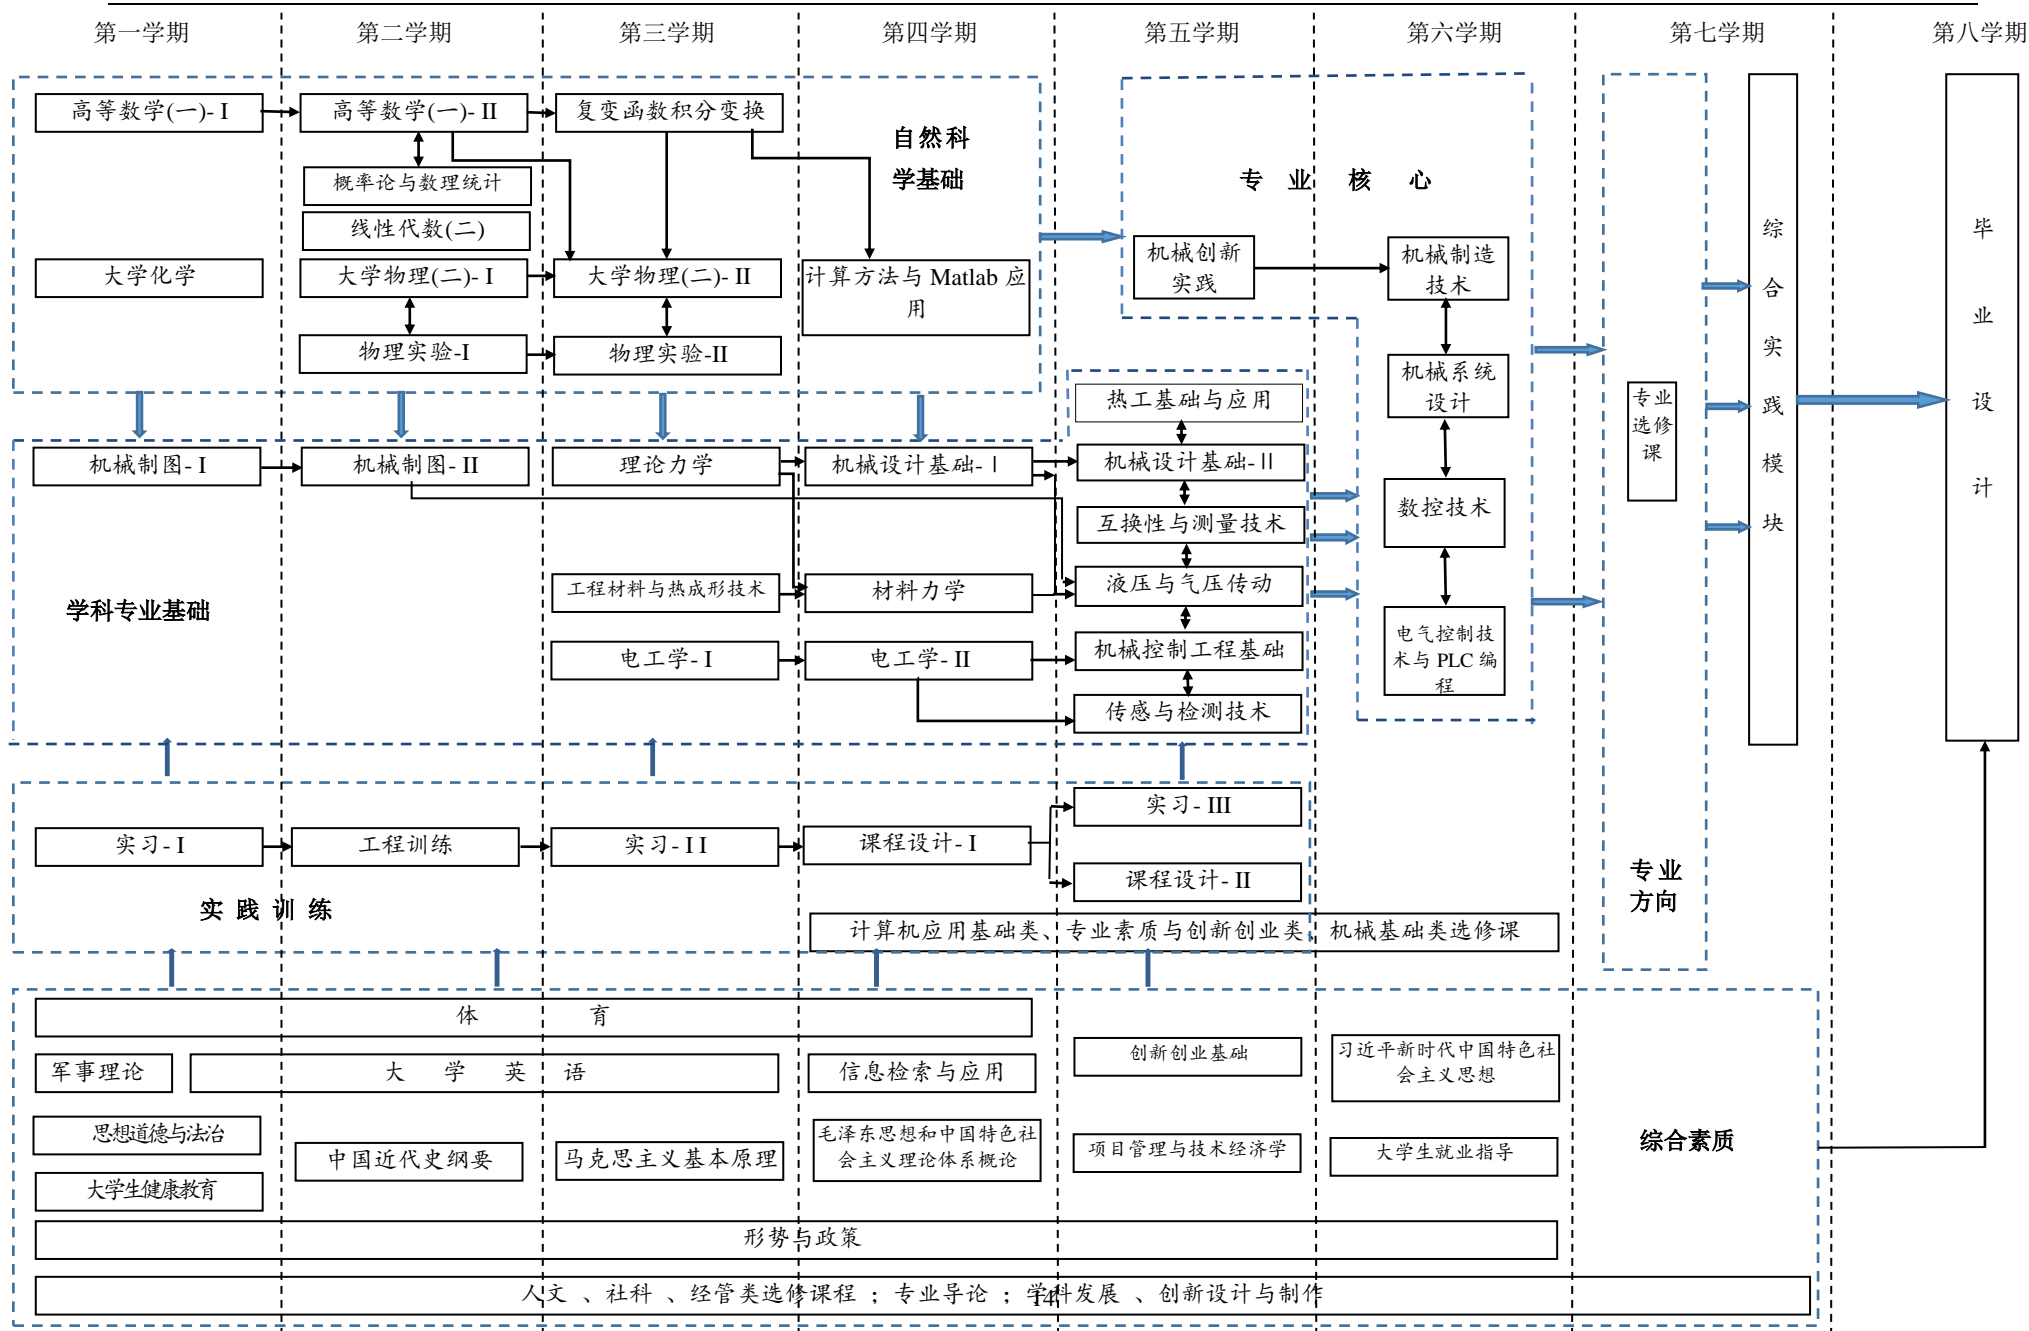 第一学期
第二学期
第三学期
第四学期
第五学期
第六学期
第七学期
第八学期
高等数学(一)- I
高等数学(一)- II
复变函数积分变换
自然科
学基础
概率论与数理统计
线性代数(二)
大学化学
大学物理(二)- I
大学物理(二)- II
计算方法与 Matlab 应
用
物理实验-I
物理实验-II
专 业 核 心
机械创新
实践
机械制造
技术
机械系统
设计
数控技术
电气控制技
术与 PLC 编
程
热工基础与应用
机械制图- I
机械制图- II
理论力学
机械设计基础-Ⅰ
机械设计基础-Ⅱ
互换性与测量技术
工程材料与热成形技术
材料力学
液压与气压传动
学科专业基础
电工学- I
电工学- II
机械控制工程基础
传感与检测技术
专业
选修
课
综
合
实
践
模
块
毕
业
设
计
实习- III
实习- I
工程训练
实习- I I
课程设计- I
课程设计- II
实 践 训 练
专 业
方向
计算机应用基础类、专业素质与创新创业类、机械基础类选修课
体 育
军事理论
大 学 英 语
信息检索与应用
创新创业基础
习近平新时代中国特色社
会主义思想
思想道德与法治
中国近代史纲要
马克思主义基本原理
毛泽东思想和中国特色社
会主义理论体系概论
项目管理与技术经济学
大学生就业指导
综合素质
大学生健康教育
形势与政策
人文 、社科 、经管类选修课程 ；专业导论 ；学科发展 、创新设计与制作
14